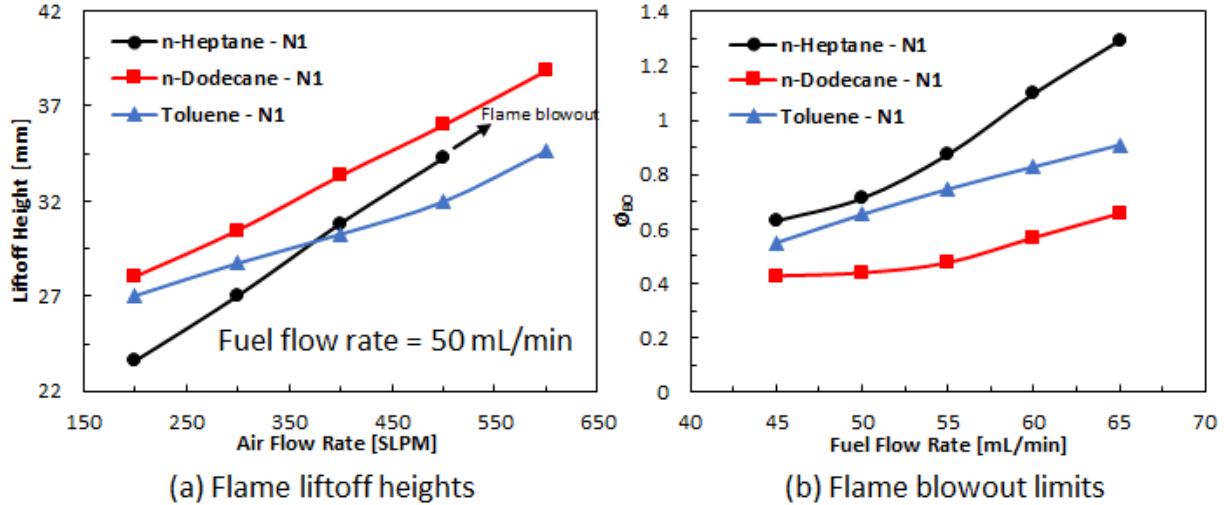 42
37
32
27
22
Liftoff Height [mm]
n-Heptane - N1
n-Dodecane - N1
Toluene - N1
Flame blowout
Fuel flow rate = 50 mL/min
150 250 350 450 550 650
Air Flow Rate [SLPM]
(a) Flame liftoff heights
1.4
1.2
1
0.8
0.6
0.4
0.2
0
Ø_BO
n-Heptane - N1
n-Dodecane - N1
Toluene - N1
40 45 50 55 60 65 70
Fuel Flow Rate [mL/min]
(b) Flame blowout limits